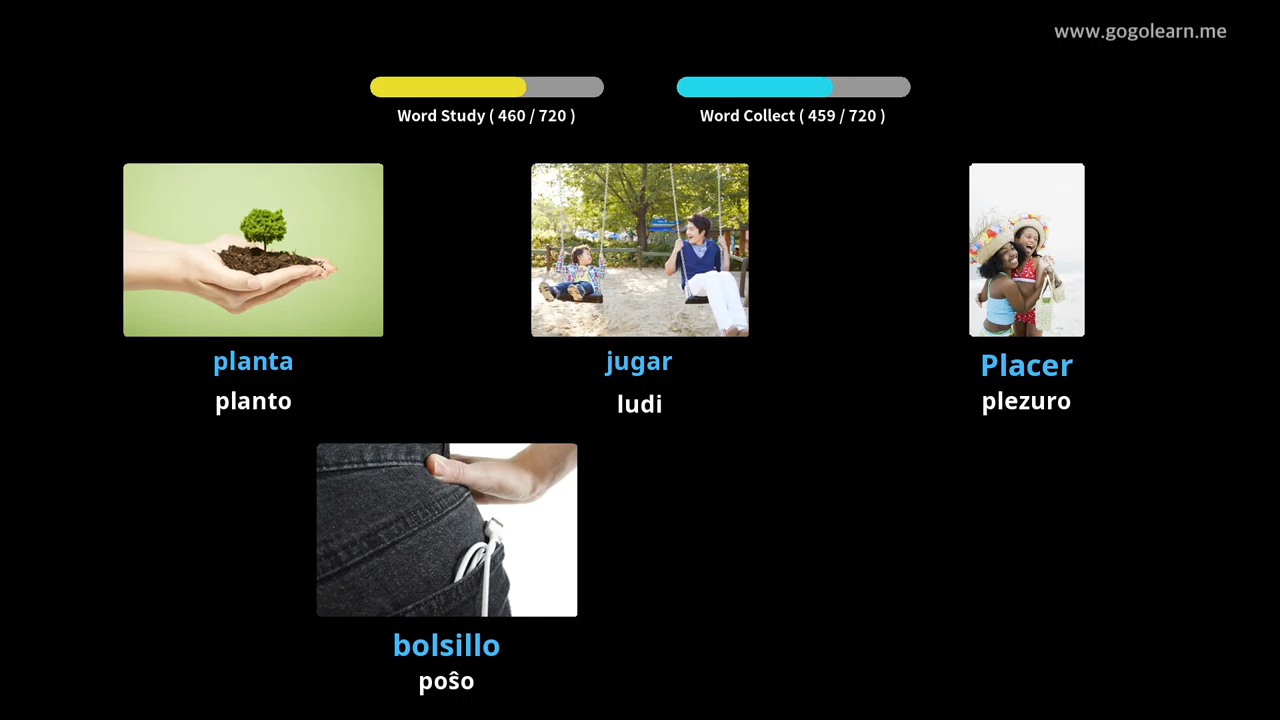 www.gogolearn.me
Word Study ( 460 / 720 )
Word Collect ( 459 / 720 )
planta
planto
jugar
ludi
Placer
plezuro
bolsillo
poŝo